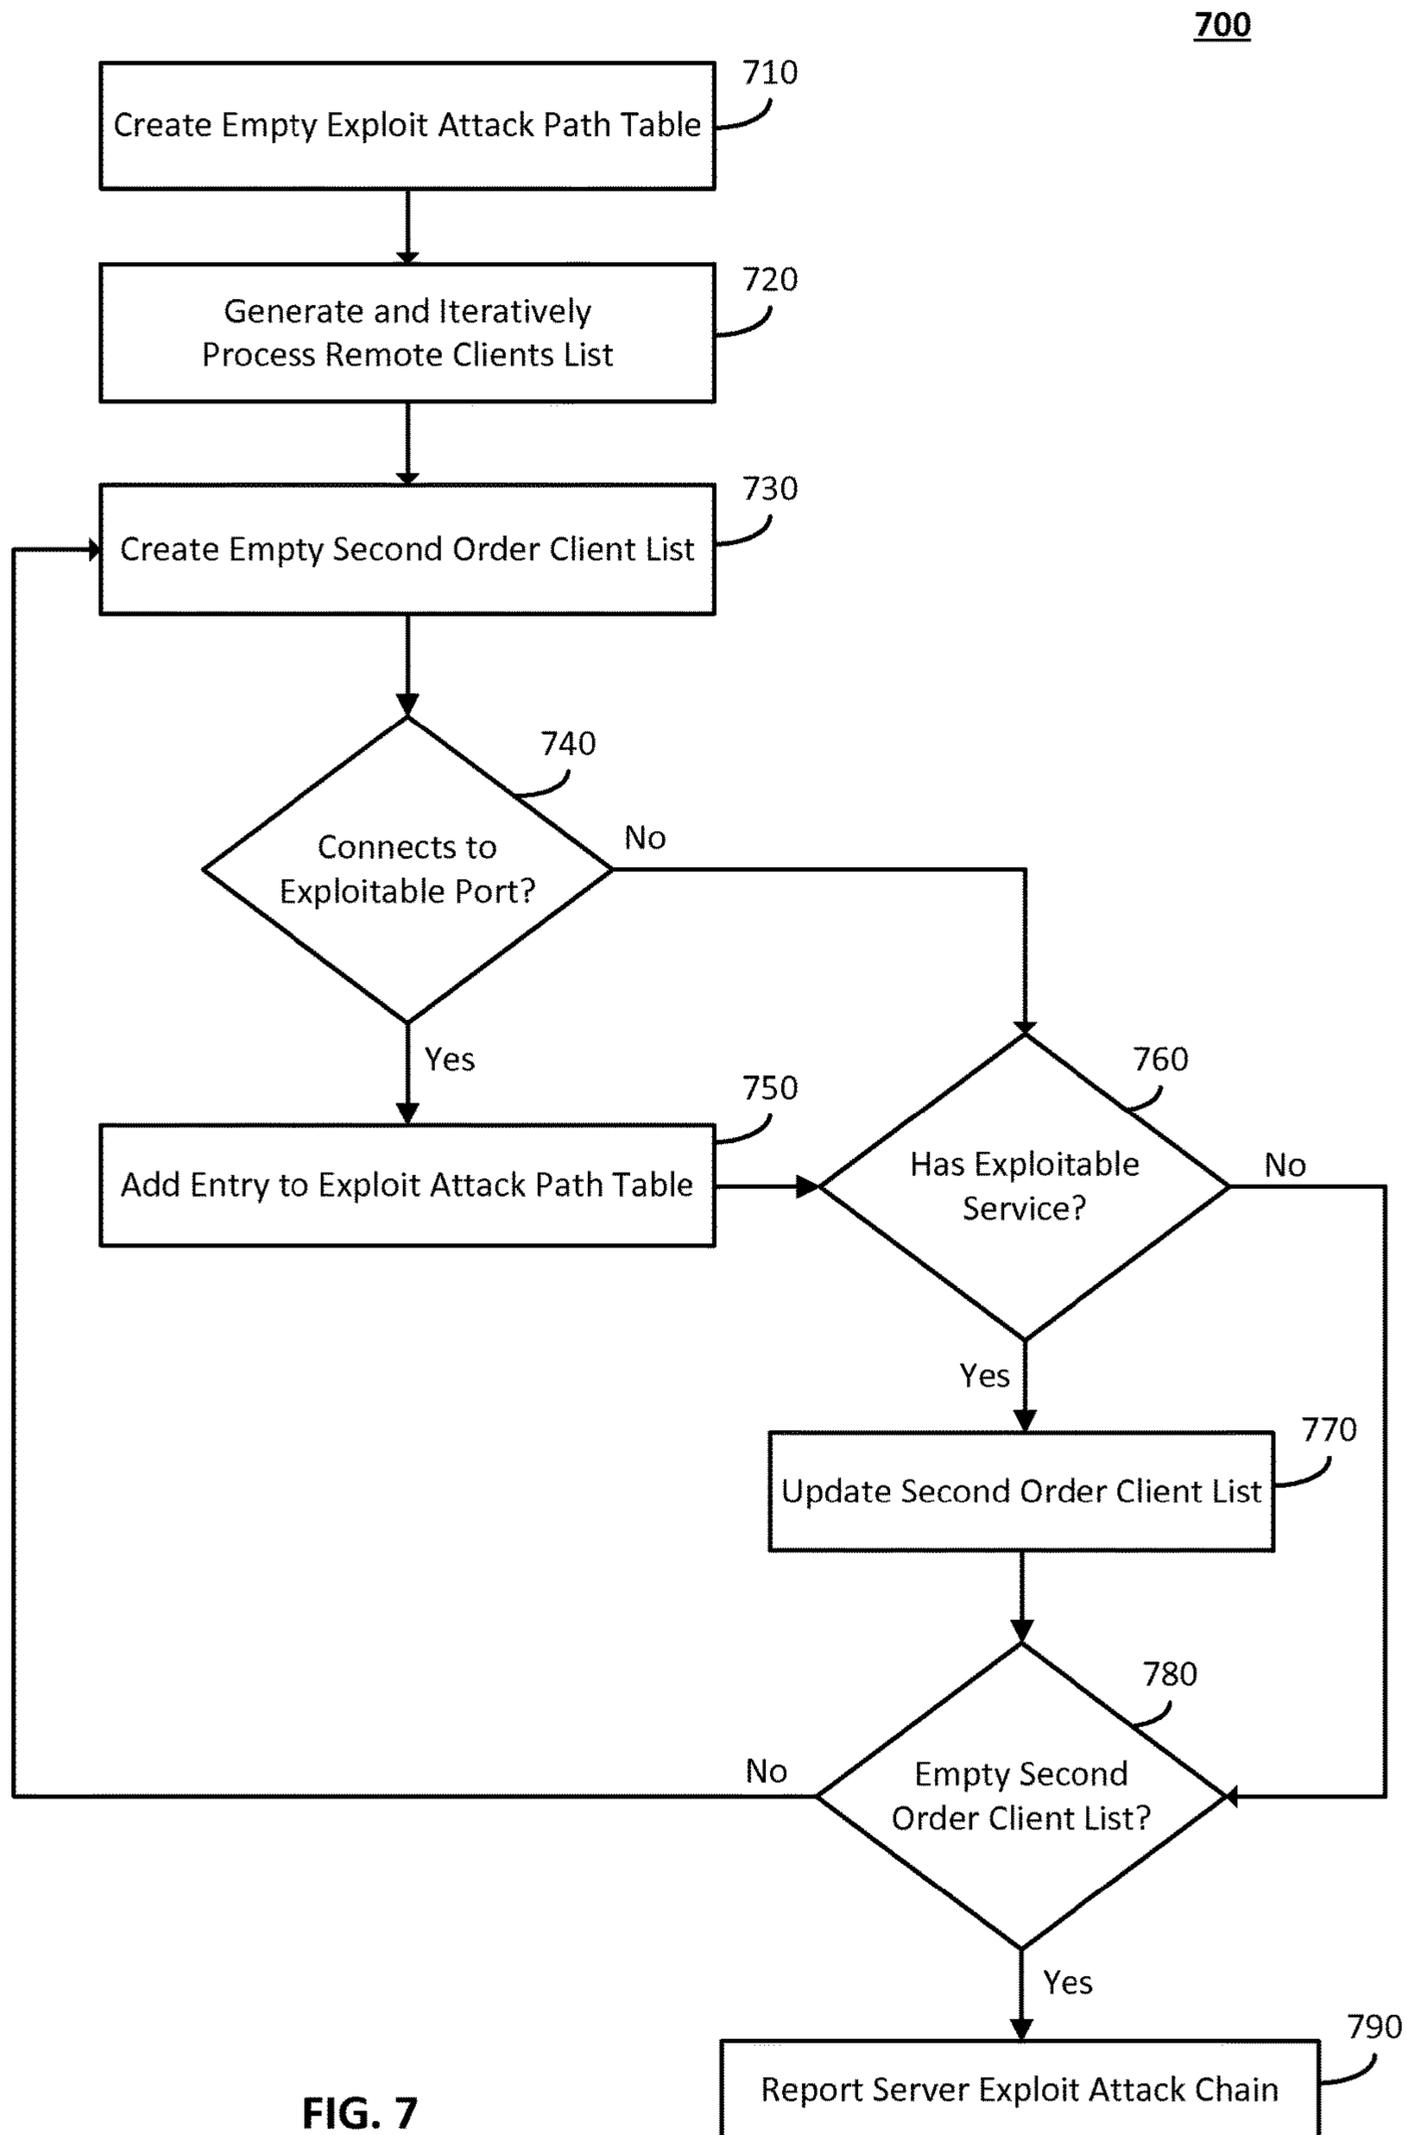 700
710
Create Empty Exploit Attack Path Table
720
Generate and Iteratively
Process Remote Clients List
730
Create Empty Second Order Client List
740
Connects to
Exploitable Port?
No
Yes
750
Add Entry to Exploit Attack Path Table
760
Has Exploitable
Service?
No
Yes
770
Update Second Order Client List
780
Empty Second
Order Client List?
No
Yes
790
Report Server Exploit Attack Chain
FIG. 7